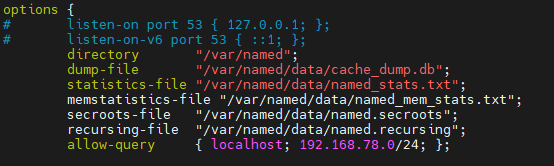 options {
#       listen-on port 53 { 127.0.0.1; };
#       listen-on-v6 port 53 { ::1; };
        directory       "/var/named";
        dump-file       "/var/named/data/cache_dump.db";
        statistics-file "/var/named/data/named_stats.txt";
        memstatistics-file "/var/named/data/named_mem_stats.txt";
        secroots-file   "/var/named/data/named.secroots";
        recursing-file  "/var/named/data/named.recursing";
        allow-query     { localhost; 192.168.78.0/24; };